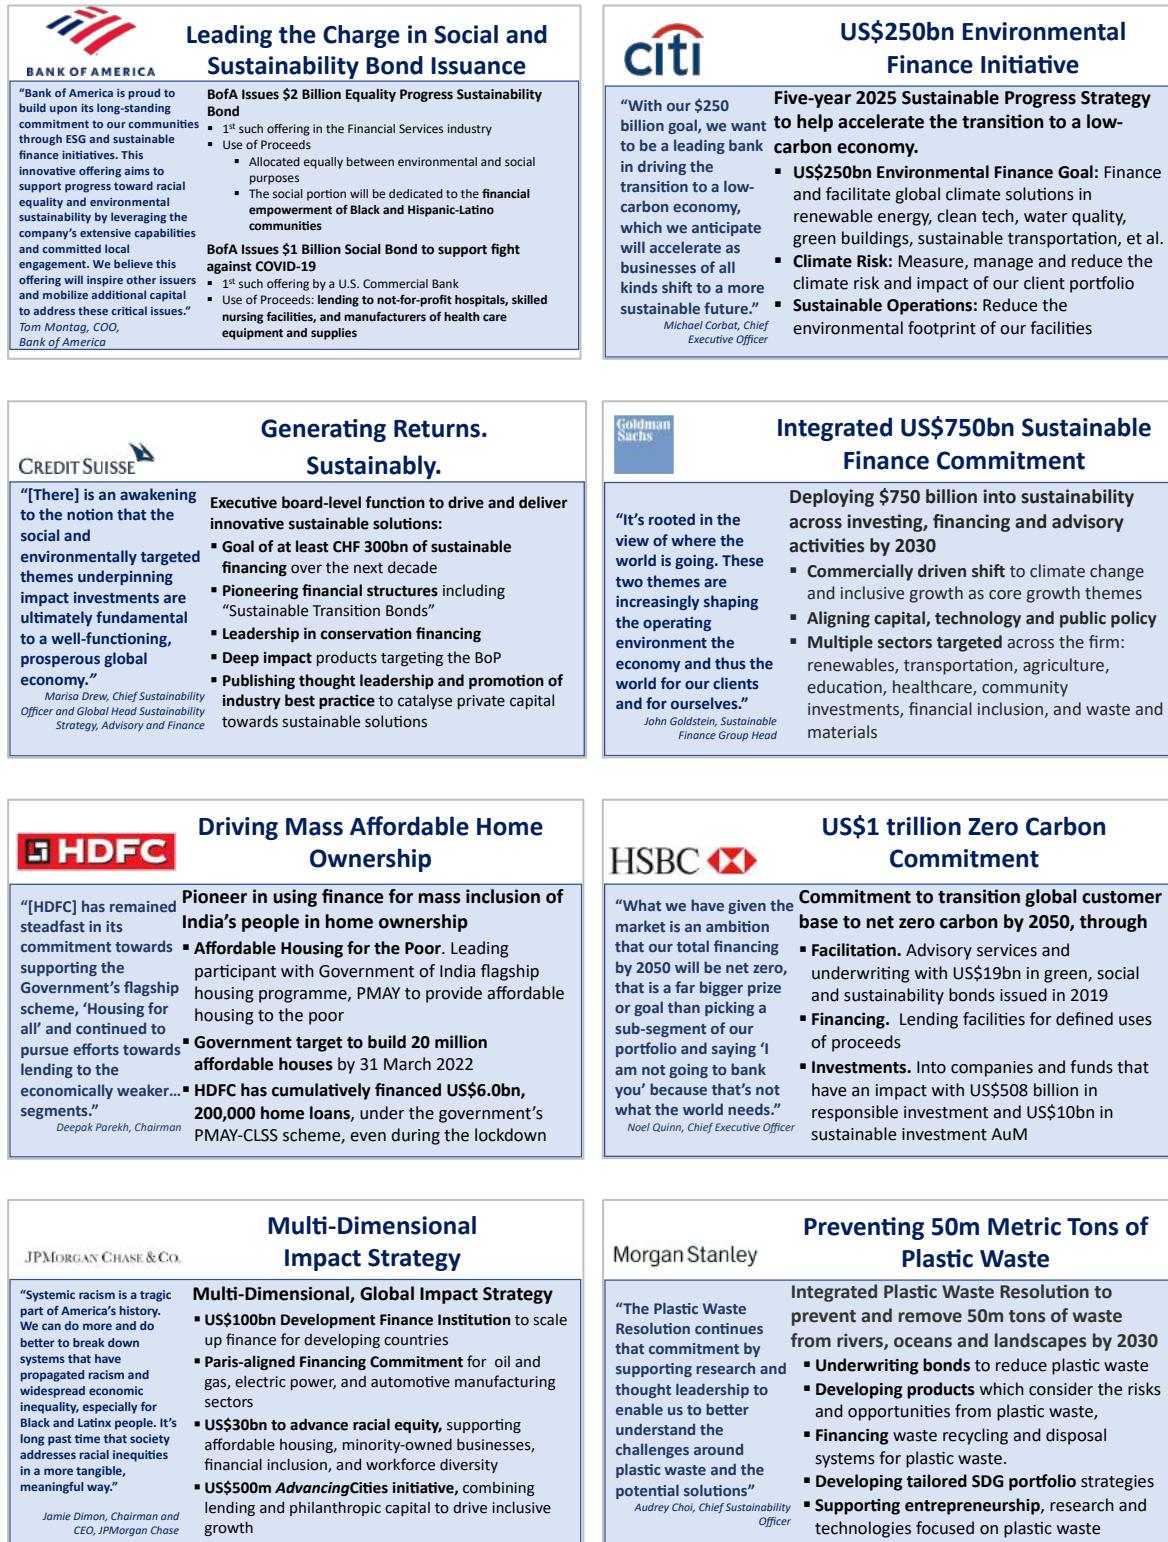 BANK OF AMERICA
Leading the Charge in Social and
Sustainability Bond Issuance
“Bank of America is proud to
build upon its long-standing
commitment to our communities
through ESG and sustainable
finance initiatives. This
innovative offering aims to
support progress toward racial
equality and environmental
sustainability by leveraging the
company’s extensive capabilities
and committed local
engagement. We believe this
offering will inspire other issuers
and mobilize additional capital
to address these critical issues.”
Tom Montag, COO,
Bank of America
BofA Issues $2 Billion Equality Progress Sustainability
Bond
▪ 1st such offering in the Financial Services industry
▪ Use of Proceeds
▪ Allocated equally between environmental and social
purposes
▪ The social portion will be dedicated to the financial
empowerment of Black and Hispanic-Latino
communities
BofA Issues $1 Billion Social Bond to support fight
against COVID-19
▪ 1st such offering by a U.S. Commercial Bank
▪ Use of Proceeds: lending to not-for-profit hospitals, skilled
nursing facilities, and manufacturers of health care
equipment and supplies
citi
US$250bn Environmental
Finance Initiative
“With our $250
billion goal, we want
to be a leading bank
in driving the
transition to a low-
carbon economy,
which we anticipate
will accelerate as
businesses of all
kinds shift to a more
sustainable future.”
Michael Corbat, Chief
Executive Officer
Five-year 2025 Sustainable Progress Strategy
to help accelerate the transition to a low-
carbon economy.
▪ US$250bn Environmental Finance Goal: Finance
and facilitate global climate solutions in
renewable energy, clean tech, water quality,
green buildings, sustainable transportation, et al.
▪ Climate Risk: Measure, manage and reduce the
climate risk and impact of our client portfolio
▪ Sustainable Operations: Reduce the
environmental footprint of our facilities
CREDIT SUISSE
Generating Returns.
Sustainably.
“[There] is an awakening
to the notion that the
social and
environmentally targeted
themes underpinning
impact investments are
ultimately fundamental
to a well-functioning,
prosperous global
economy.”
Marisa Drew, Chief Sustainability
Officer and Global Head Sustainability
Strategy, Advisory and Finance
Executive board-level function to drive and deliver
innovative sustainable solutions:
▪ Goal of at least CHF 300bn of sustainable
financing over the next decade
▪ Pioneering financial structures including
“Sustainable Transition Bonds”
▪ Leadership in conservation financing
▪ Deep impact products targeting the BoP
▪ Publishing thought leadership and promotion of
industry best practice to catalyse private capital
towards sustainable solutions
Goldman
Sachs
Integrated US$750bn Sustainable
Finance Commitment
“It’s rooted in the
view of where the
world is going. These
two themes are
increasingly shaping
the operating
environment the
economy and thus the
world for our clients
and for ourselves.”
John Goldstein, Sustainable
Finance Group Head
Deploying $750 billion into sustainability
across investing, financing and advisory
activities by 2030
▪ Commercially driven shift to climate change
and inclusive growth as core growth themes
▪ Aligning capital, technology and public policy
▪ Multiple sectors targeted across the firm:
renewables, transportation, agriculture,
education, healthcare, community
investments, financial inclusion, and waste and
materials
HDFC
Driving Mass Affordable Home
Ownership
“[HDFC] has remained
steadfast in its
commitment towards
supporting the
Government’s flagship
scheme, ‘Housing for
all’ and continued to
pursue efforts towards
lending to the
economically weaker…
segments.”
Deepak Parekh, Chairman
Pioneer in using finance for mass inclusion of
India’s people in home ownership
▪ Affordable Housing for the Poor. Leading
participant with Government of India flagship
housing programme, PMAY to provide affordable
housing to the poor
▪ Government target to build 20 million
affordable houses by 31 March 2022
▪ HDFC has cumulatively financed US$6.0bn,
200,000 home loans, under the government’s
PMAY-CLSS scheme, even during the lockdown
HSBC
US$1 trillion Zero Carbon
Commitment
“What we have given the
market is an ambition
that our total financing
by 2050 will be net zero,
that is a far bigger prize
or goal than picking a
sub-segment of our
portfolio and saying ‘I
am not going to bank
you’ because that’s not
what the world needs.”
Noel Quinn, Chief Executive Officer
Commitment to transition global customer
base to net zero carbon by 2050, through
▪ Facilitation. Advisory services and
underwriting with US$19bn in green, social
and sustainability bonds issued in 2019
▪ Financing. Lending facilities for defined uses
of proceeds
▪ Investments. Into companies and funds that
have an impact with US$508 billion in
responsible investment and US$10bn in
sustainable investment AuM
JPMORGAN CHASE & CO.
Multi-Dimensional
Impact Strategy
“Systemic racism is a tragic
part of America’s history.
We can do more and do
better to break down
systems that have
propagated racism and
widespread economic
inequality, especially for
Black and Latinx people. It’s
long past time that society
addresses racial inequities
in a more tangible,
meaningful way.”
Jamie Dimon, Chairman and
CEO, JPMorgan Chase
Multi-Dimensional, Global Impact Strategy
▪ US$100bn Development Finance Institution to scale
up finance for developing countries
▪ Paris-aligned Financing Commitment for oil and
gas, electric power, and automotive manufacturing
sectors
▪ US$30bn to advance racial equity, supporting
affordable housing, minority-owned businesses,
financial inclusion, and workforce diversity
▪ US$500m AdvancingCities initiative, combining
lending and philanthropic capital to drive inclusive
growth
Morgan Stanley
Preventing 50m Metric Tons of
Plastic Waste
“The Plastic Waste
Resolution continues
that commitment by
supporting research and
thought leadership to
enable us to better
understand the
challenges around
plastic waste and the
potential solutions”
Audrey Choi, Chief Sustainability
Officer
Integrated Plastic Waste Resolution to
prevent and remove 50m tons of waste
from rivers, oceans and landscapes by 2030
▪ Underwriting bonds to reduce plastic waste
▪ Developing products which consider the risks
and opportunities from plastic waste,
▪ Financing waste recycling and disposal
systems for plastic waste.
▪ Developing tailored SDG portfolio strategies
▪ Supporting entrepreneurship, research and
technologies focused on plastic waste